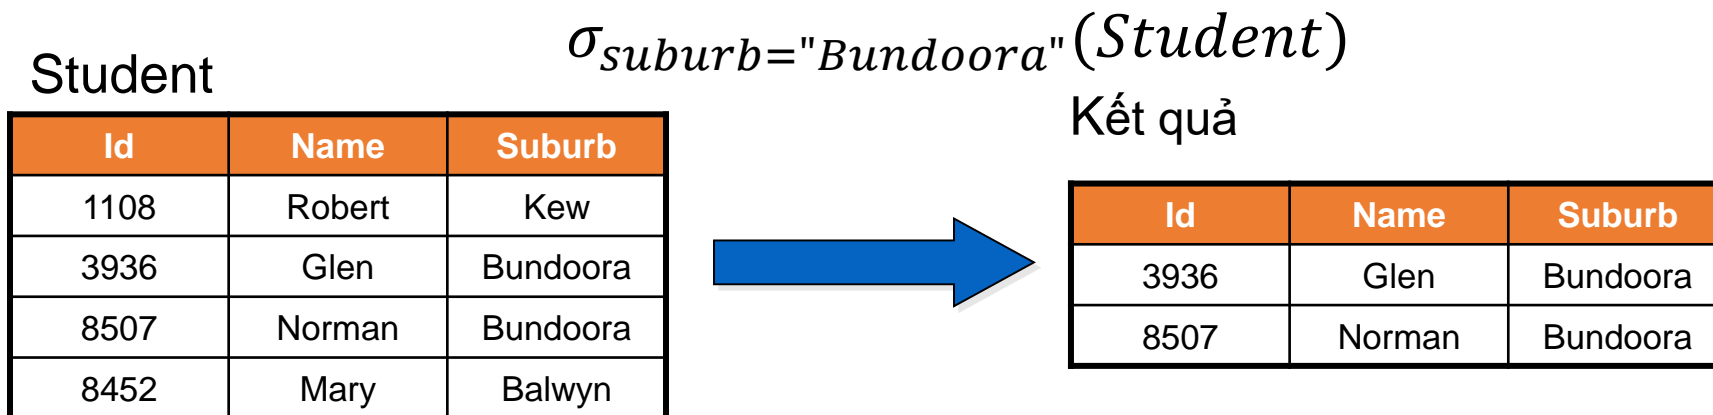 σsuburb="Bundoora"(Student)
Student
Kết quả
Id Name Suburb
1108 Robert Kew
3936 Glen Bundoora
8507 Norman Bundoora
8452 Mary Balwyn
Id Name Suburb
3936 Glen Bundoora
8507 Norman Bundoora